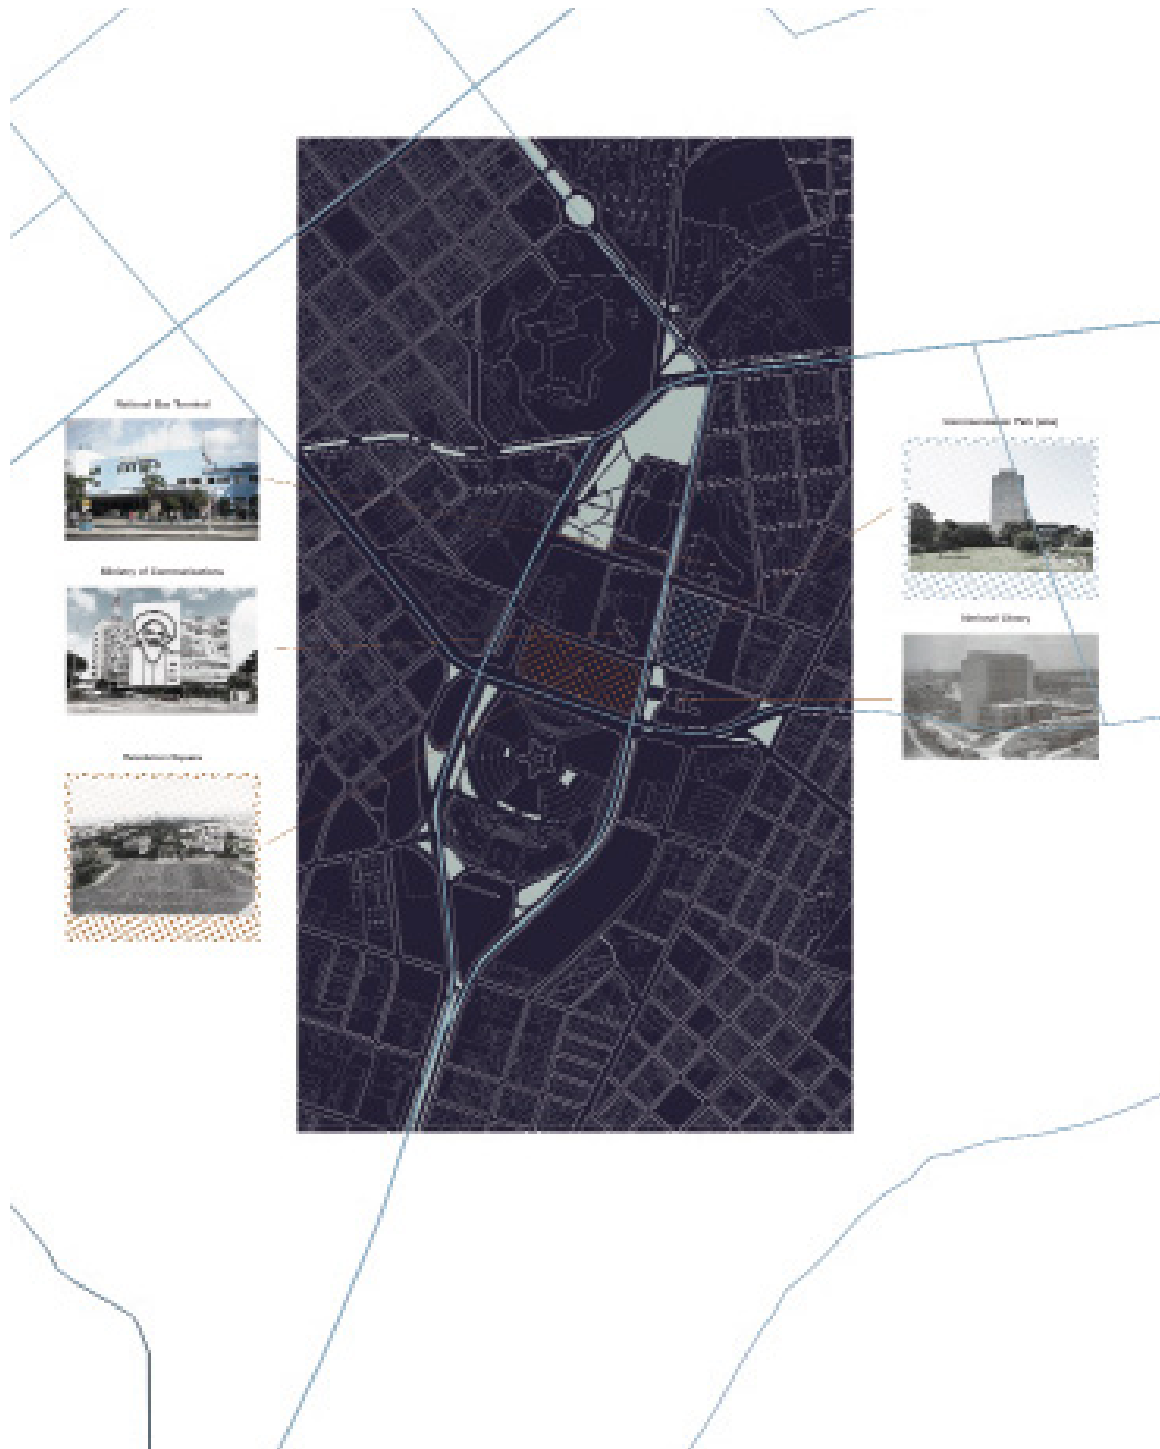 National Bus Terminal
Ministry of Communications
Revolution Square
National Library